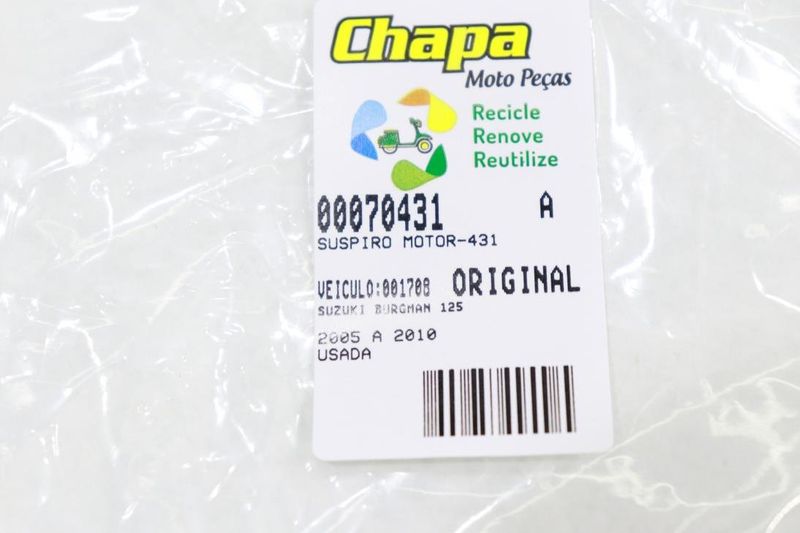 Chapa
Moto Peças
Recicle
Renove
Reutilize
00070431 A
SUSPIRO MOTOR-431
VEICULO:001708 ORIGINAL
SUZUKI BURGMAN 125
2005 A 2010
USADA